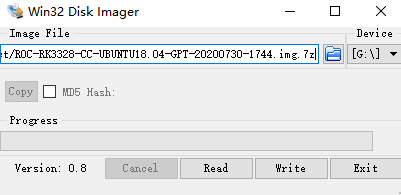 Win32 Disk Imager
Image File
Device
et/ROC-RK3328-CC-UBUNTU18.04-GPT-20200730-1744.img.7z
[G:\]
Copy
MD5 Hash:
Progress
Version: 0.8
Cancel
Read
Write
Exit